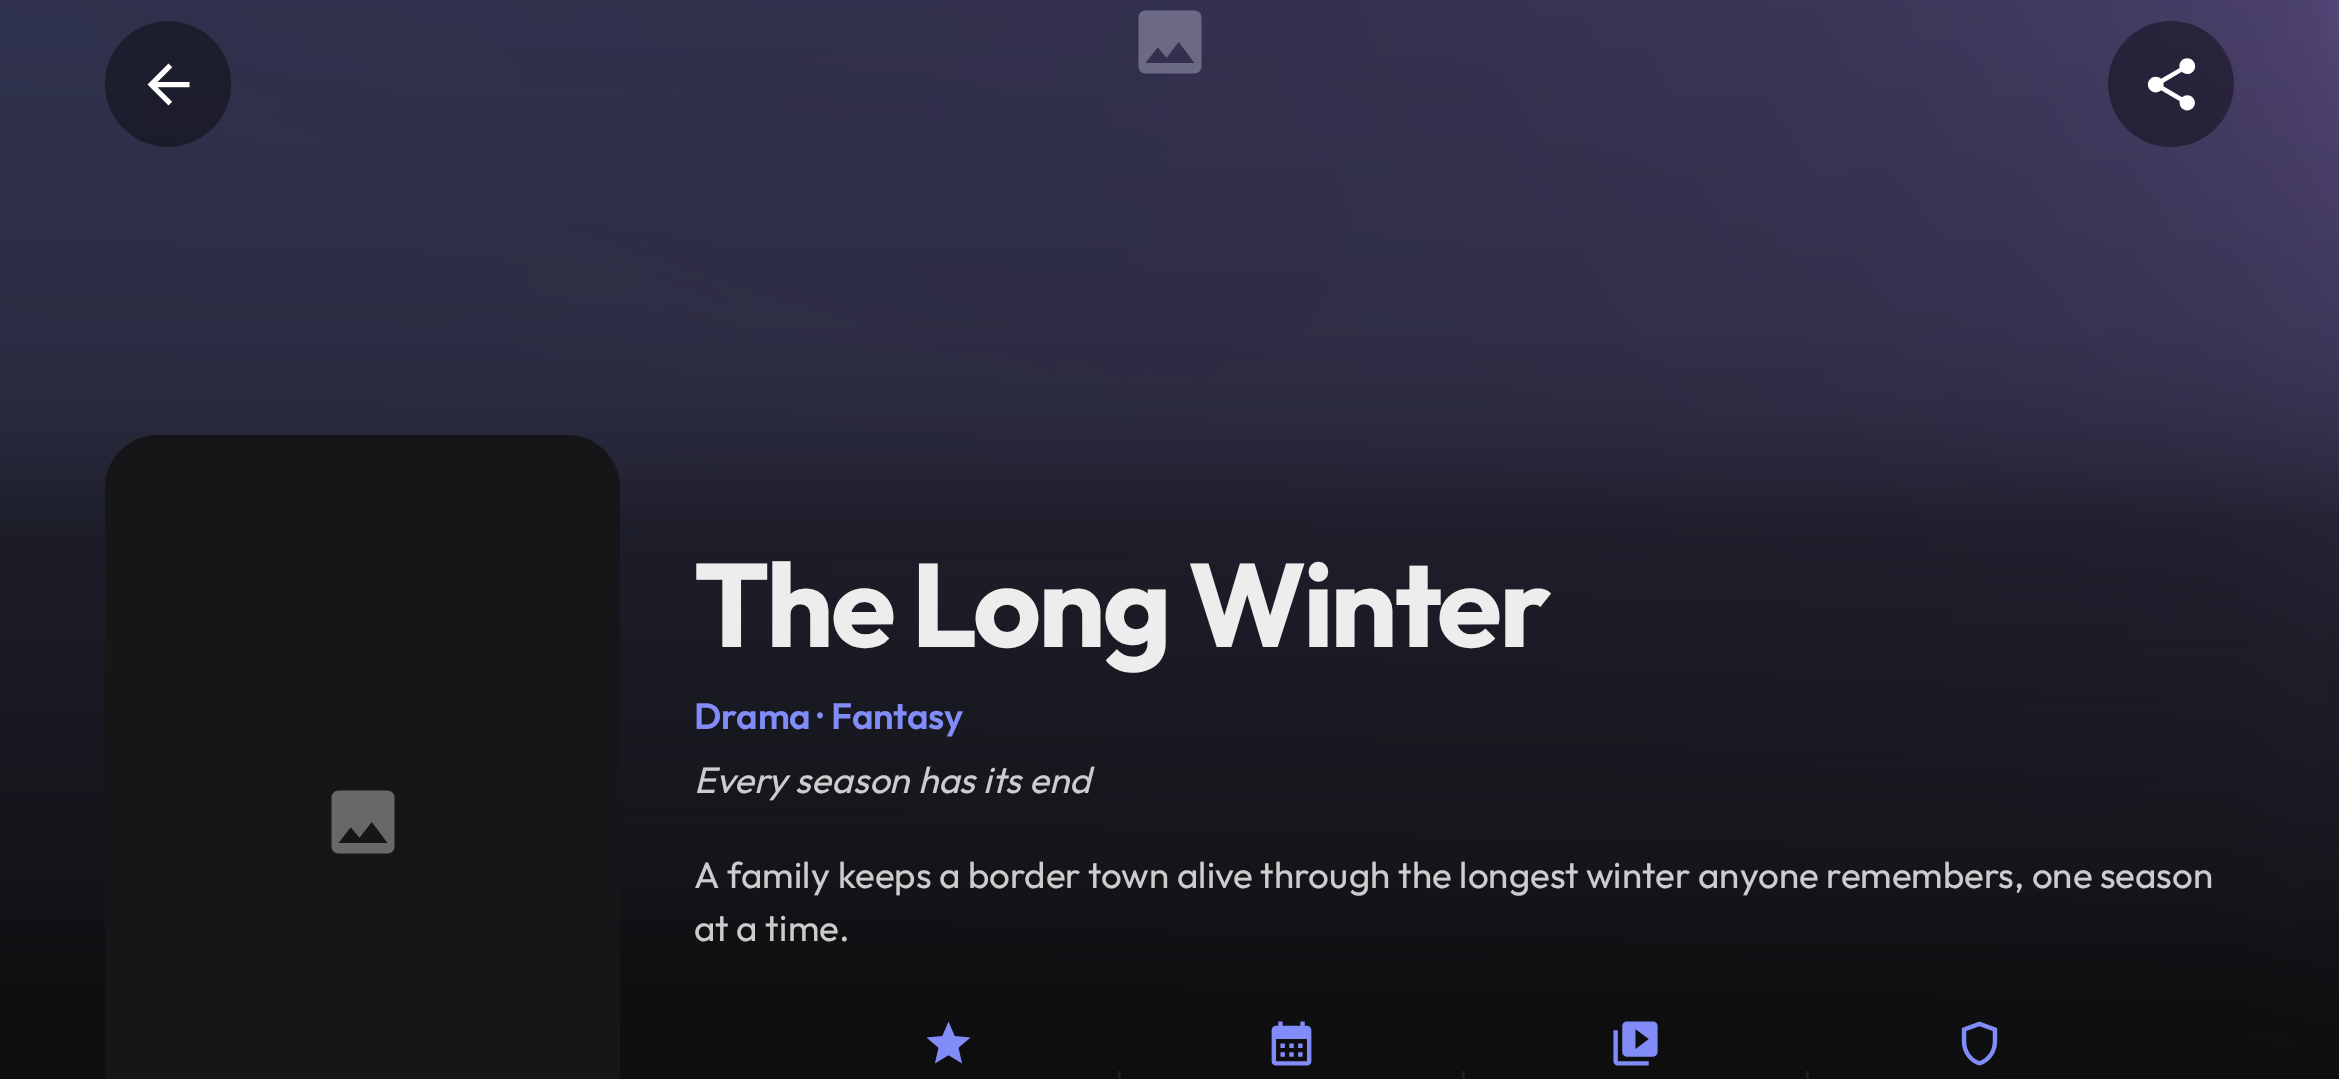 The Long Winter
Drama · Fantasy
Every season has its end
A family keeps a border town alive through the longest winter anyone remembers, one season
at a time.